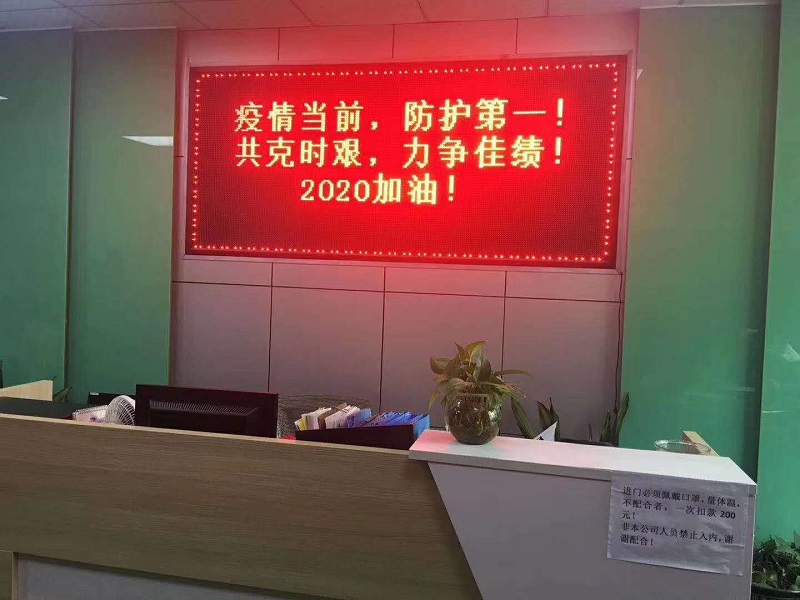 疫情当前，防护第一！
共克时艰，力争佳绩！
2020加油！
进门必须佩戴口罩，量体温，
不配合者，一次扣款 200
元！
非本公司人员禁止入内，谢
谢配合！